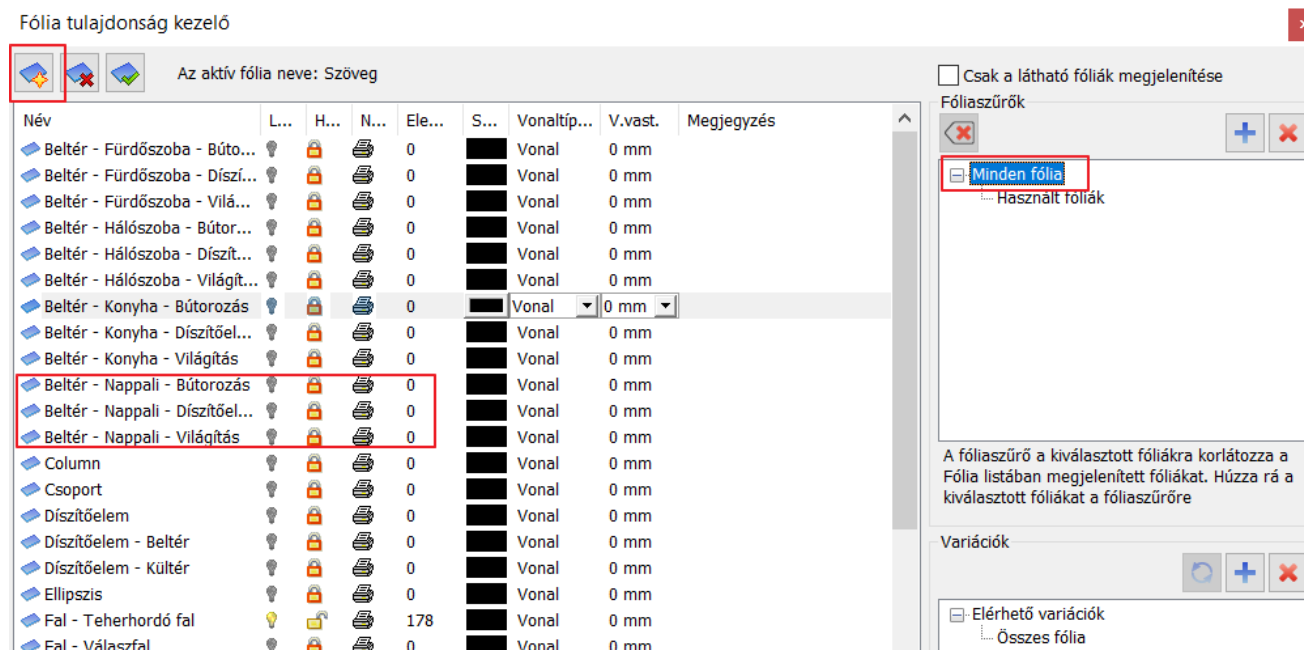 Fólia tulajdonság kezelő
Az aktív fólia neve: Szöveg
Név L... H... N... Ele... S... Vonaltíp... V.vast. Megjegyzés
Beltér - Fürdőszoba - Búto... 0 Vonal 0 mm
Beltér - Fürdőszoba - Díszí... 0 Vonal 0 mm
Beltér - Fürdőszoba - Vilá... 0 Vonal 0 mm
Beltér - Hálószoba - Bútor... 0 Vonal 0 mm
Beltér - Hálószoba - Díszít... 0 Vonal 0 mm
Beltér - Hálószoba - Világít... 0 Vonal 0 mm
Beltér - Konyha - Bútorozás 0 Vonal 0 mm
Beltér - Konyha - Díszítőel... 0 Vonal 0 mm
Beltér - Konyha - Világítás 0 Vonal 0 mm
Beltér - Nappali - Bútorozás 0 Vonal 0 mm
Beltér - Nappali - Díszítőel... 0 Vonal 0 mm
Beltér - Nappali - Világítás 0 Vonal 0 mm
Column 0 Vonal 0 mm
Csoport 0 Vonal 0 mm
Díszítőelem 0 Vonal 0 mm
Díszítőelem - Beltér 0 Vonal 0 mm
Díszítőelem - Kültér 0 Vonal 0 mm
Ellipszis 0 Vonal 0 mm
Fal - Teherhordó fal 178 Vonal 0 mm
Fal - Válaszfal 0 Vonal 0 mm
Csak a látható fóliák megjelenítése
Fóliaszűrők
Minden fólia
Használt fóliák
A fóliaszűrő a kiválasztott fóliákra korlátozza a
Fólia listában megjelenített fóliákat. Húzza rá a
kiválasztott fóliákat a fóliaszűrőre
Variációk
Elérhető variációk
Összes fólia